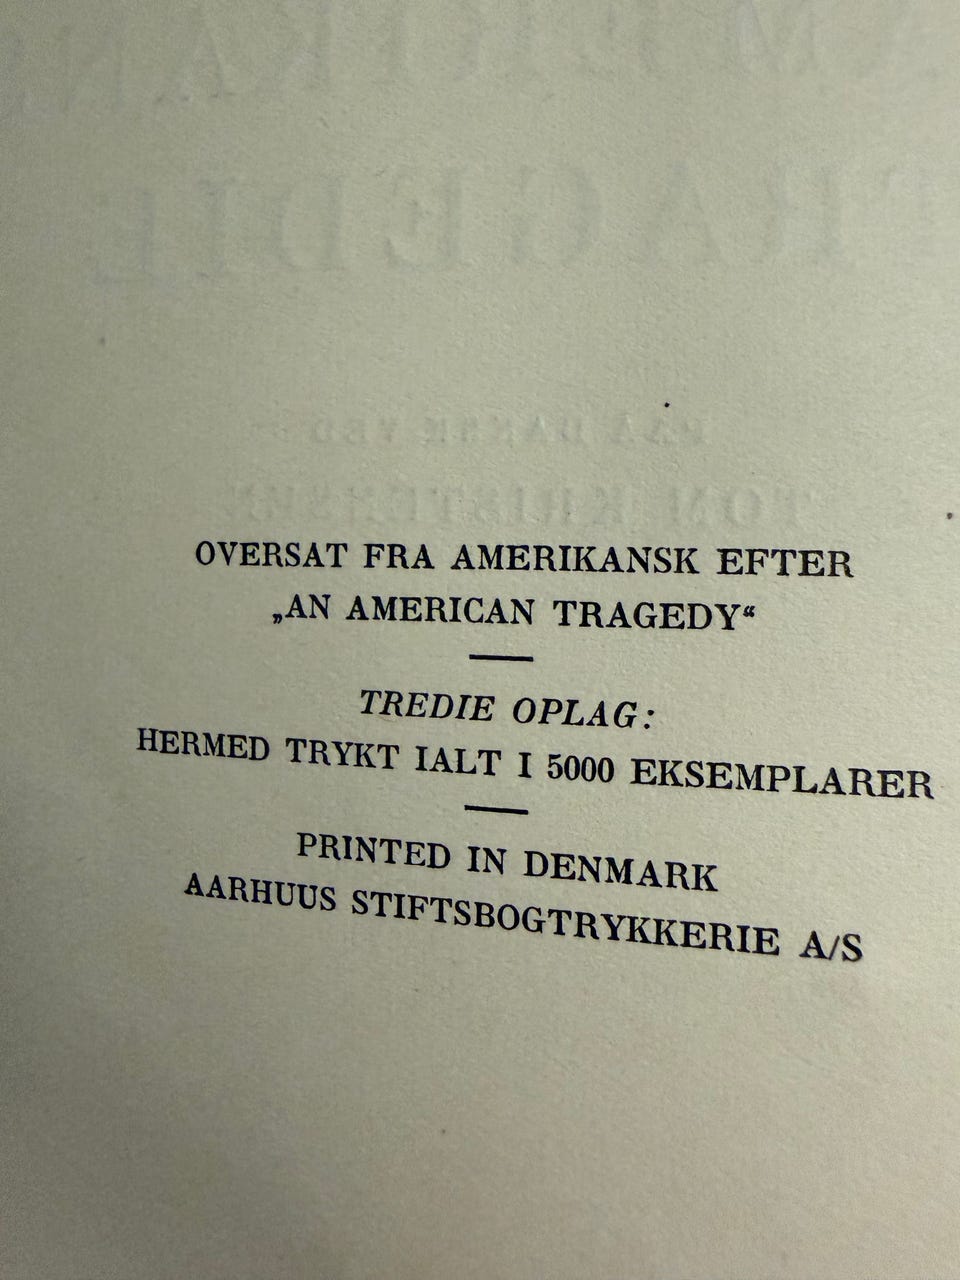 OVERSAT FRA AMERIKANSK EFTER
„AN AMERICAN TRAGEDY“
TREDIE OPLAG:
HERMED TRYKT IALT I 5000 EKSEMPLARER
PRINTED IN DENMARK
AARHUUS STIFTSBOGTRYKKERIE A/S